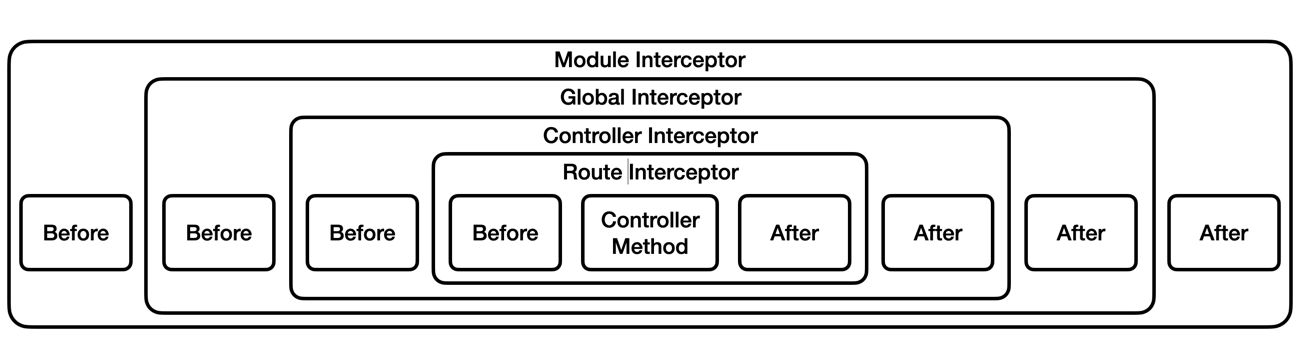 Module Interceptor
Global Interceptor
Controller Interceptor
Route Interceptor
Before
Before
Before
Before
Controller
Method
After
After
After
After